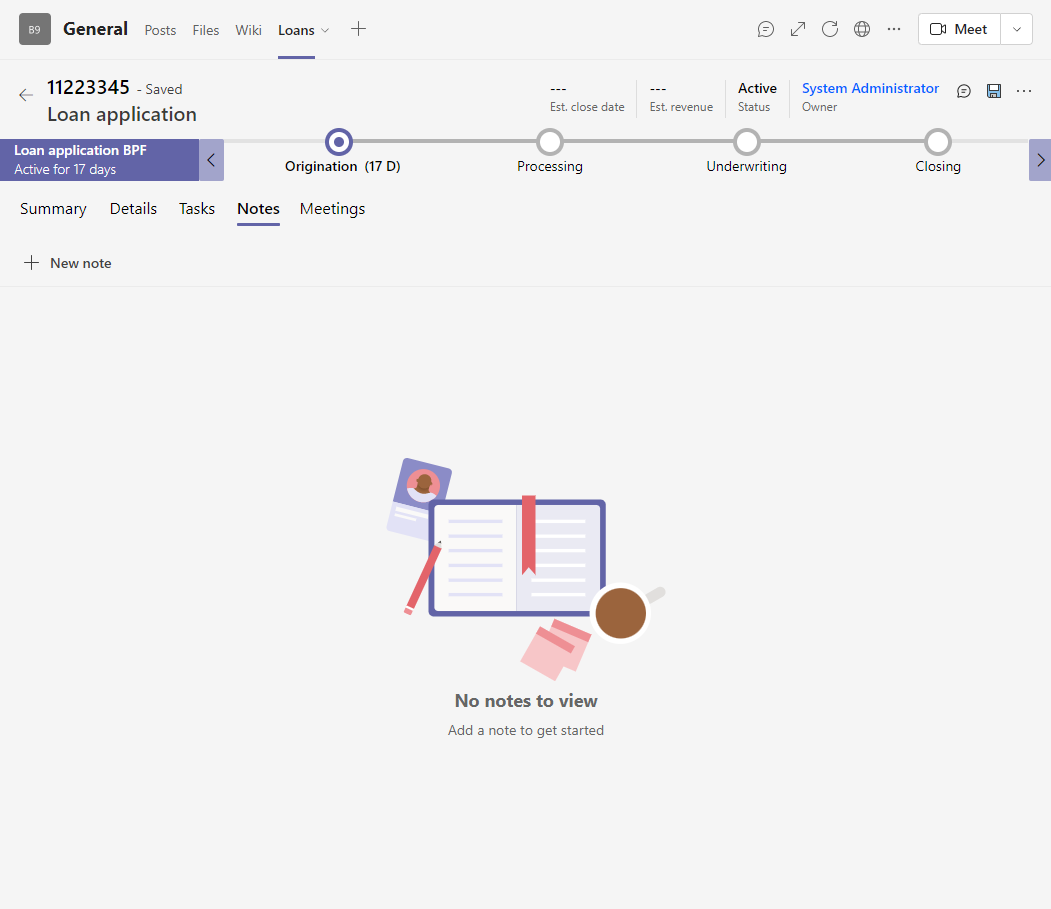 B9 General Posts Files Wiki Loans Meet
11223345 - Saved
Loan application
--- --- Active System Administrator
Est. close date Est. revenue Status Owner
Loan application BPF
Active for 17 days
Origination (17 D) Processing Underwriting Closing
Summary Details Tasks Notes Meetings
New note
No notes to view
Add a note to get started